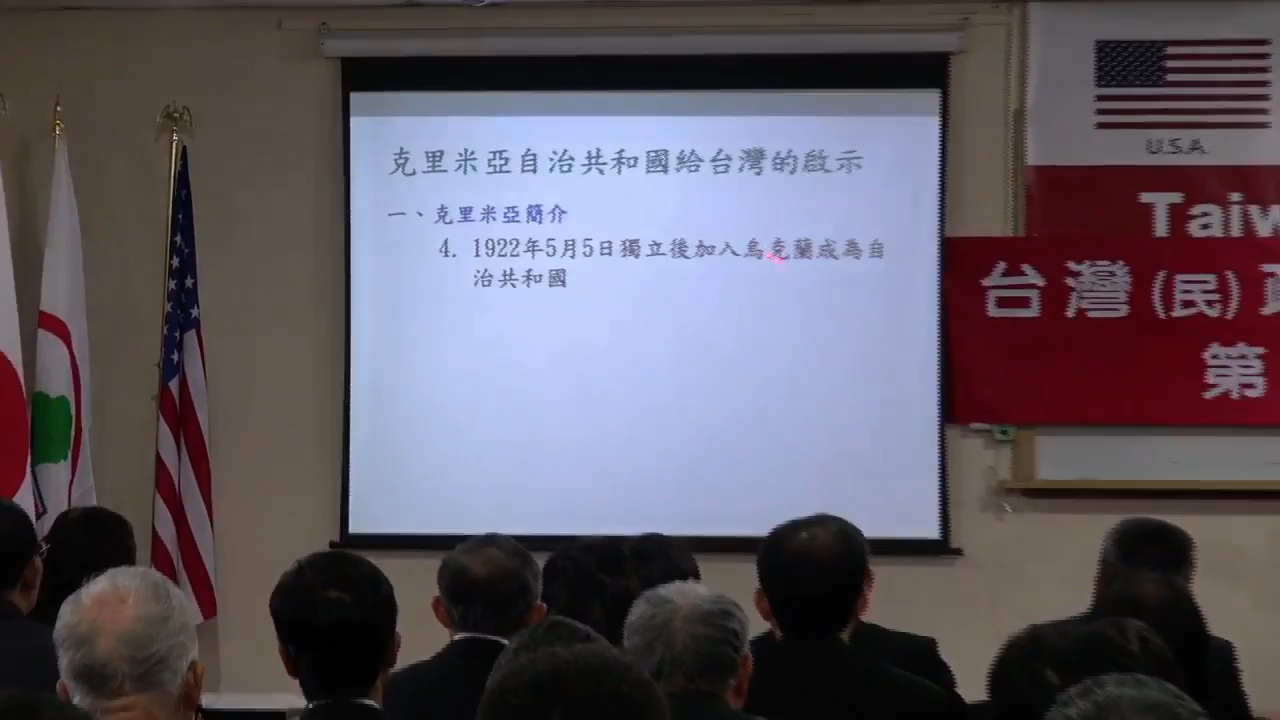 克里米亞自治共和國給台灣的啟示
一、克里米亞簡介
4. 1922年5月5日獨立後加入烏克蘭成為自
治共和國
U.S.A
Taiw
台灣(民)政
第